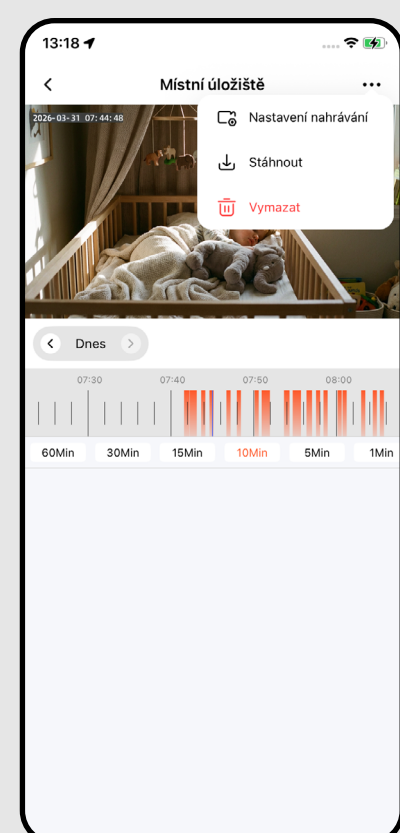 13:18
Místní úložiště
2026-03-31 07:44:48
Nastavení nahrávání
Stáhnout
Vymazat
Dnes
07:30 07:40 07:50 08:00
60Min 30Min 15Min 10Min 5Min 1Min